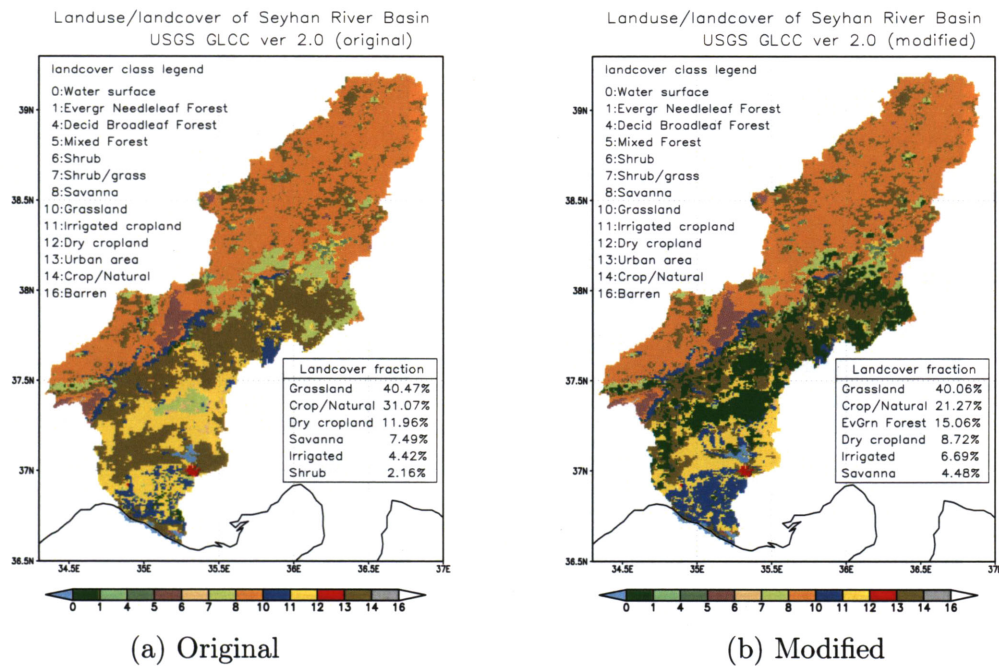 Landuse/landcover of Seyhan River Basin
USGS GLCC ver 2.0 (original)
landcover class legend
0:Water surface
1:Evergr Needleleaf Forest
4:Decid Broadleaf Forest
5:Mixed Forest
6:Shrub
7:Shrub/grass
8:Savanna
10:Grassland
11:Irrigated cropland
12:Dry cropland
13:Urban area
14:Crop/Natural
16:Barren
39N
38.5N
38N
37.5N
37N
36.5N
Landcover fraction
Grassland 40.47%
Crop/Natural 31.07%
Dry cropland 11.96%
Savanna 7.49%
Irrigated 4.42%
Shrub 2.16%
34.5E 35E 35.5E 36E 36.5E 37E
0 1 4 5 6 7 8 10 11 12 13 14 16
(a) Original
Landuse/landcover of Seyhan River Basin
USGS GLCC ver 2.0 (modified)
landcover class legend
0:Water surface
1:Evergr Needleleaf Forest
4:Decid Broadleaf Forest
5:Mixed Forest
6:Shrub
7:Shrub/grass
8:Savanna
10:Grassland
11:Irrigated cropland
12:Dry cropland
13:Urban area
14:Crop/Natural
16:Barren
39N
38.5N
38N
37.5N
37N
36.5N
Landcover fraction
Grassland 40.06%
Crop/Natural 21.27%
EvGrn Forest 15.06%
Dry cropland 8.72%
Irrigated 6.69%
Savanna 4.48%
34.5E 35E 35.5E 36E 36.5E 37E
0 1 4 5 6 7 8 10 11 12 13 14 16
(b) Modified